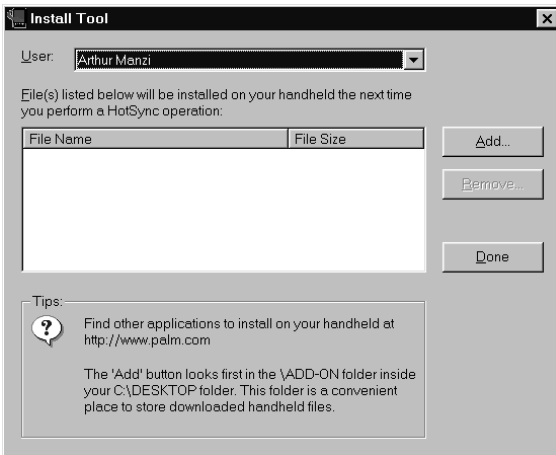 Install Tool
User: Arthur Manzi
File(s) listed below will be installed on your handheld the next time
you perform a HotSync operation:
File Name File Size
Add...
Remove...
Done
Tips:
Find other applications to install on your handheld at
http://www.palm.com
The 'Add' button looks first in the \ADD-ON folder inside
your C:\DESKTOP folder. This folder is a convenient
place to store downloaded handheld files.